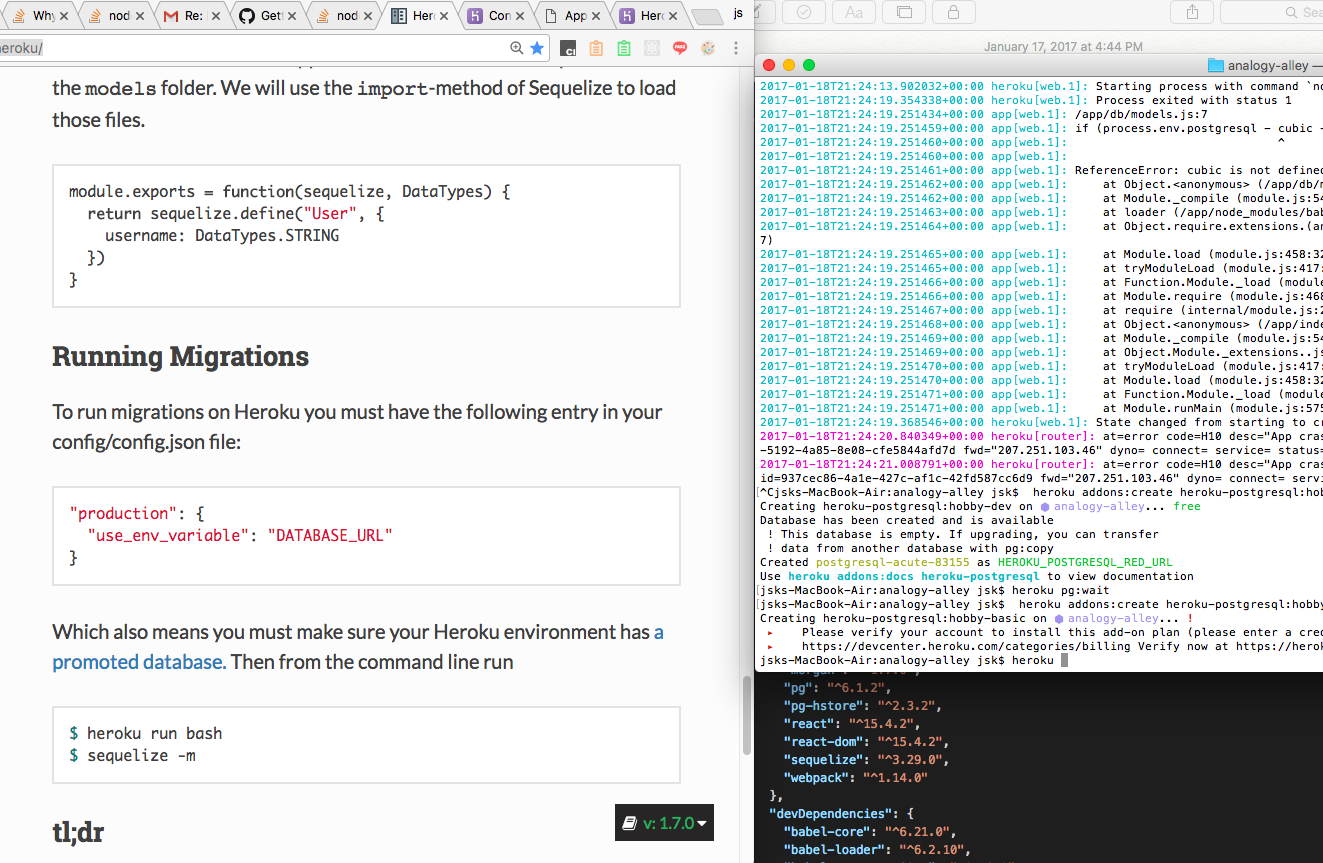 Why
nod
Re:
Get
nod
Her
Con
App
Her
js
Aa
Sea
eroku/
January 17, 2017 at 4:44 PM
analogy-alley —
the models folder. We will use the import-method of Sequelize to load
those files.
module.exports = function(sequelize, DataTypes) {
return sequelize.define("User", {
username: DataTypes.STRING
})
}
Running Migrations
To run migrations on Heroku you must have the following entry in your
config/config.json file:
"production": {
"use_env_variable": "DATABASE_URL"
}
Which also means you must make sure your Heroku environment has a
promoted database. Then from the command line run
$ heroku run bash
$ sequelize -m
tl;dr
v: 1.7.0
2017-01-18T21:24:13.902032+00:00 heroku[web.1]: Starting process with command `no
2017-01-18T21:24:19.354338+00:00 heroku[web.1]: Process exited with status 1
2017-01-18T21:24:19.251434+00:00 app[web.1]: /app/db/models.js:7
2017-01-18T21:24:19.251459+00:00 app[web.1]: if (process.env.postgresql - cubic -
2017-01-18T21:24:19.251460+00:00 app[web.1]: ^
2017-01-18T21:24:19.251460+00:00 app[web.1]:
2017-01-18T21:24:19.251461+00:00 app[web.1]: ReferenceError: cubic is not defined
2017-01-18T21:24:19.251462+00:00 app[web.1]: at Object.<anonymous> (/app/db/m
2017-01-18T21:24:19.251462+00:00 app[web.1]: at Module._compile (module.js:54
2017-01-18T21:24:19.251463+00:00 app[web.1]: at loader (/app/node_modules/bab
2017-01-18T21:24:19.251464+00:00 app[web.1]: at Object.require.extensions.(an
7)
2017-01-18T21:24:19.251465+00:00 app[web.1]: at Module.load (module.js:458:32
2017-01-18T21:24:19.251465+00:00 app[web.1]: at tryModuleLoad (module.js:417:
2017-01-18T21:24:19.251466+00:00 app[web.1]: at Function.Module._load (module
2017-01-18T21:24:19.251466+00:00 app[web.1]: at Module.require (module.js:468
2017-01-18T21:24:19.251467+00:00 app[web.1]: at require (internal/module.js:2
2017-01-18T21:24:19.251468+00:00 app[web.1]: at Object.<anonymous> (/app/inde
2017-01-18T21:24:19.251469+00:00 app[web.1]: at Module._compile (module.js:54
2017-01-18T21:24:19.251469+00:00 app[web.1]: at Object.Module._extensions..js
2017-01-18T21:24:19.251470+00:00 app[web.1]: at tryModuleLoad (module.js:417:
2017-01-18T21:24:19.251470+00:00 app[web.1]: at Module.load (module.js:458:32
2017-01-18T21:24:19.251471+00:00 app[web.1]: at Function.Module._load (module
2017-01-18T21:24:19.251471+00:00 app[web.1]: at Module.runMain (module.js:575
2017-01-18T21:24:19.368546+00:00 heroku[web.1]: State changed from starting to cr
2017-01-18T21:24:20.840349+00:00 heroku[router]: at=error code=H10 desc="App cras
-5192-4a85-8e08-cfe5844afd7d fwd="207.251.103.46" dyno= connect= service= status=
2017-01-18T21:24:21.008791+00:00 heroku[router]: at=error code=H10 desc="App cras
id=937cec86-4a1e-427c-af1c-42fd587cc6d9 fwd="207.251.103.46" dyno= connect= servi
[^Cjsks-MacBook-Air:analogy-alley jsk$ heroku addons:create heroku-postgresql:hob
Creating heroku-postgresql:hobby-dev on analogy-alley... free
Database has been created and is available
! This database is empty. If upgrading, you can transfer
! data from another database with pg:copy
Created postgresql-acute-83155 as HEROKU_POSTGRESQL_RED_URL
Use heroku addons:docs heroku-postgresql to view documentation
[jsks-MacBook-Air:analogy-alley jsk$ heroku pg:wait
[jsks-MacBook-Air:analogy-alley jsk$ heroku addons:create heroku-postgresql:hobby
Creating heroku-postgresql:hobby-basic on analogy-alley... !
▸ Please verify your account to install this add-on plan (please enter a cred
▸ https://devcenter.heroku.com/categories/billing Verify now at https://herok
jsks-MacBook-Air:analogy-alley jsk$ heroku
"pg": "^6.1.2",
"pg-hstore": "^2.3.2",
"react": "^15.4.2",
"react-dom": "^15.4.2",
"sequelize": "^3.29.0",
"webpack": "^1.14.0"
},
"devDependencies": {
"babel-core": "^6.21.0",
"babel-loader": "^6.2.10",